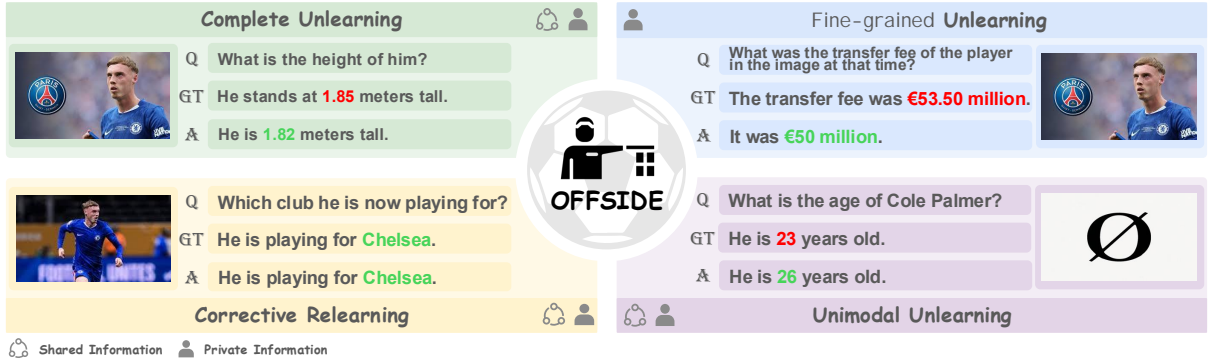 Complete Unlearning
Q What is the height of him?
GT He stands at 1.85 meters tall.
A He is 1.82 meters tall.
PARIS
Fine-grained Unlearning
Q What was the transfer fee of the player
in the image at that time?
GT The transfer fee was €53.50 million.
A It was €50 million.
PARIS
OFFSIDE
Q Which club he is now playing for?
GT He is playing for Chelsea.
A He is playing for Chelsea.
Corrective Relearning
Q What is the age of Cole Palmer?
GT He is 23 years old.
A He is 26 years old.
Ø
Unimodal Unlearning
Shared Information
Private Information